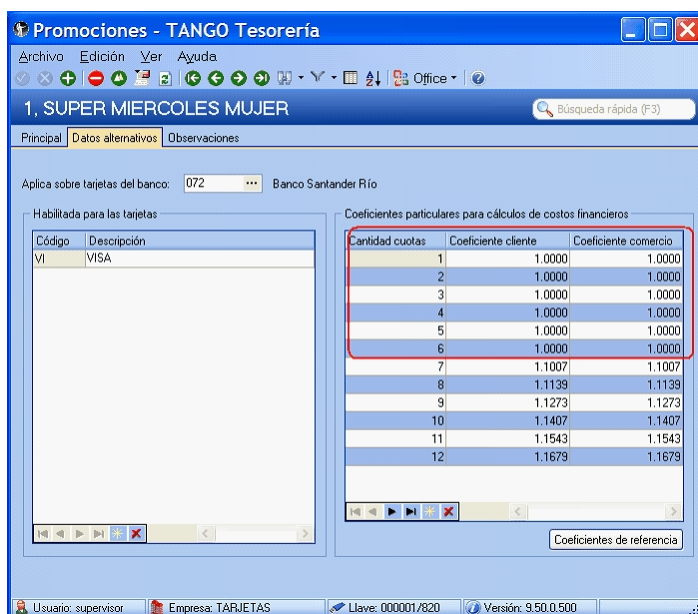 Promociones - TANGO Tesorería
Archivo Edición Ver Ayuda
Office
1, SUPER MIERCOLES MUJER
Búsqueda rápida (F3)
Principal Datos alternativos Observaciones
Aplica sobre tarjetas del banco: 072 ... Banco Santander Río
Habilitada para las tarjetas
Código Descripción
VI VISA
Coeficientes particulares para cálculos de costos financieros
Cantidad cuotas Coeficiente cliente Coeficiente comercio
1 1.0000 1.0000
2 1.0000 1.0000
3 1.0000 1.0000
4 1.0000 1.0000
5 1.0000 1.0000
6 1.0000 1.0000
7 1.1007 1.1007
8 1.1139 1.1139
9 1.1273 1.1273
10 1.1407 1.1407
11 1.1543 1.1543
12 1.1679 1.1679
Coeficientes de referencia
Usuario: supervisor Empresa: TARJETAS Llave: 000001/820 Versión: 9.50.0.500